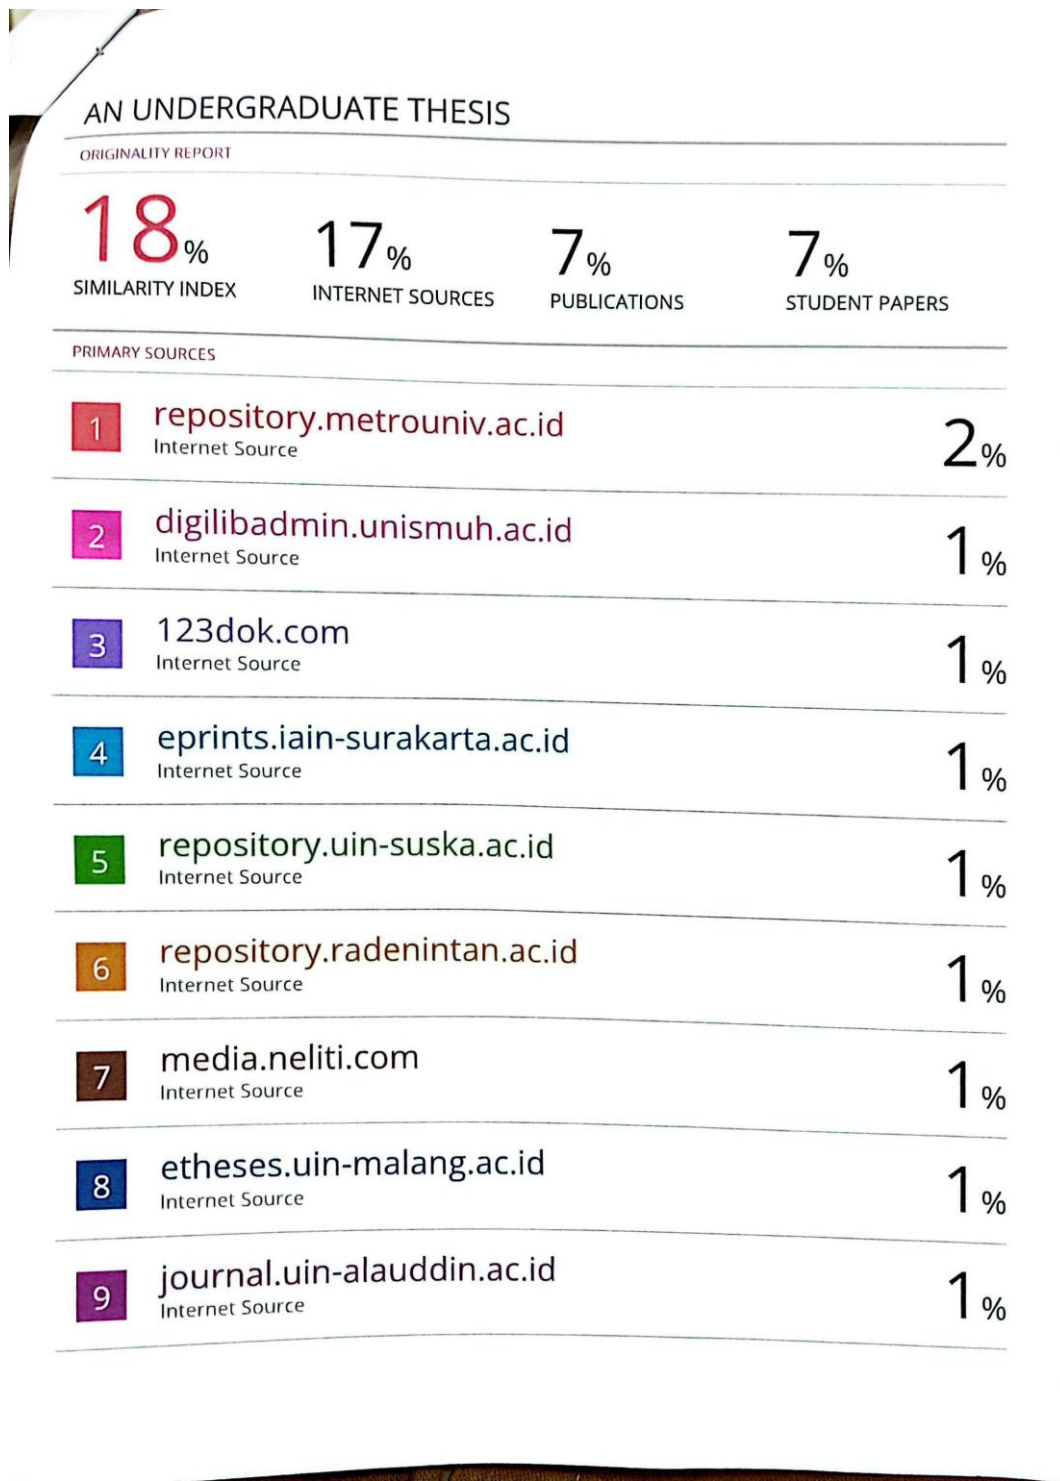 AN UNDERGRADUATE THESIS
ORIGINALITY REPORT
18% 17% 7% 7%
SIMILARITY INDEX INTERNET SOURCES PUBLICATIONS STUDENT PAPERS
PRIMARY SOURCES
1 repository.metrouniv.ac.id 2%
Internet Source
2 digilibadmin.unismuh.ac.id 1%
Internet Source
3 123dok.com 1%
Internet Source
4 eprints.iain-surakarta.ac.id 1%
Internet Source
5 repository.uin-suska.ac.id 1%
Internet Source
6 repository.radenintan.ac.id 1%
Internet Source
7 media.neliti.com 1%
Internet Source
8 etheses.uin-malang.ac.id 1%
Internet Source
9 journal.uin-alauddin.ac.id 1%
Internet Source